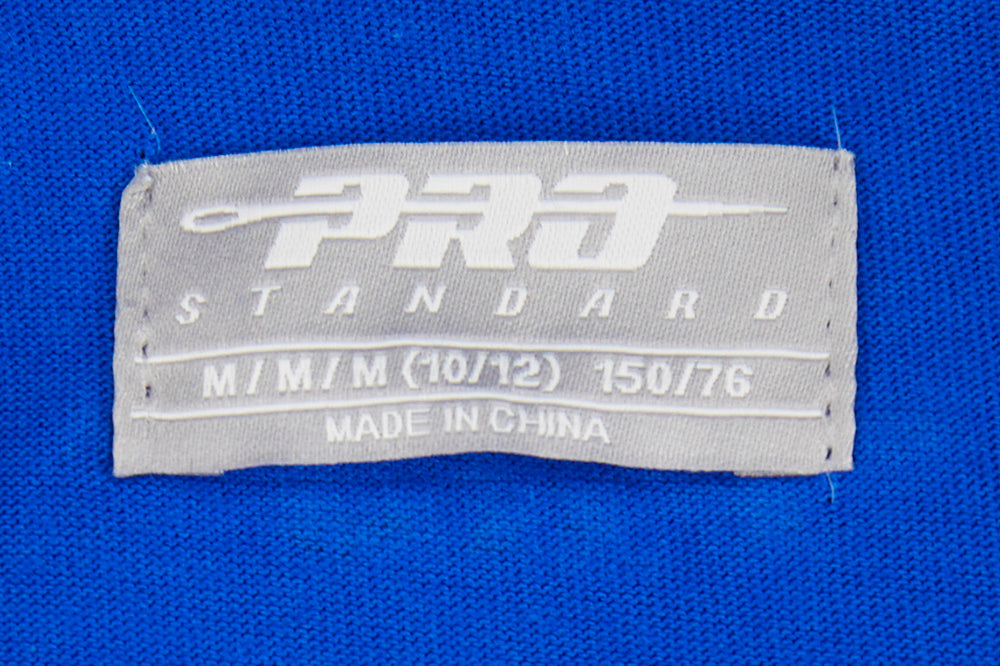 PRO
STANDARD
M/M/M (10/12) 150/76
MADE IN CHINA